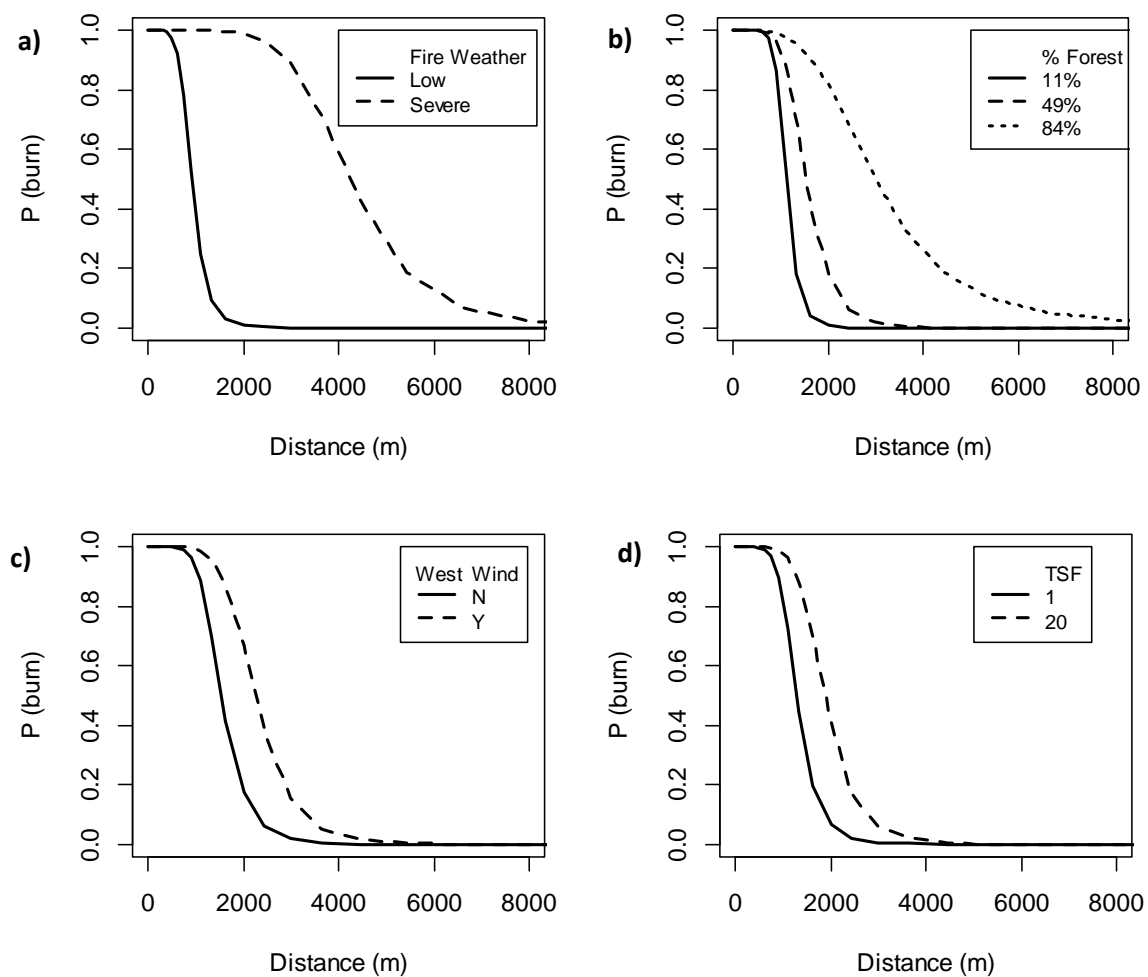 a)
Fire Weather
Low
Severe
P (burn)
0.0 0.2 0.4 0.6 0.8 1.0
0 2000 4000 6000 8000
Distance (m)
b)
% Forest
11%
49%
84%
P (burn)
0.0 0.2 0.4 0.6 0.8 1.0
0 2000 4000 6000 8000
Distance (m)
c)
West Wind
N
Y
P (burn)
0.0 0.2 0.4 0.6 0.8 1.0
0 2000 4000 6000 8000
Distance (m)
d)
TSF
1
20
P (burn)
0.0 0.2 0.4 0.6 0.8 1.0
0 2000 4000 6000 8000
Distance (m)